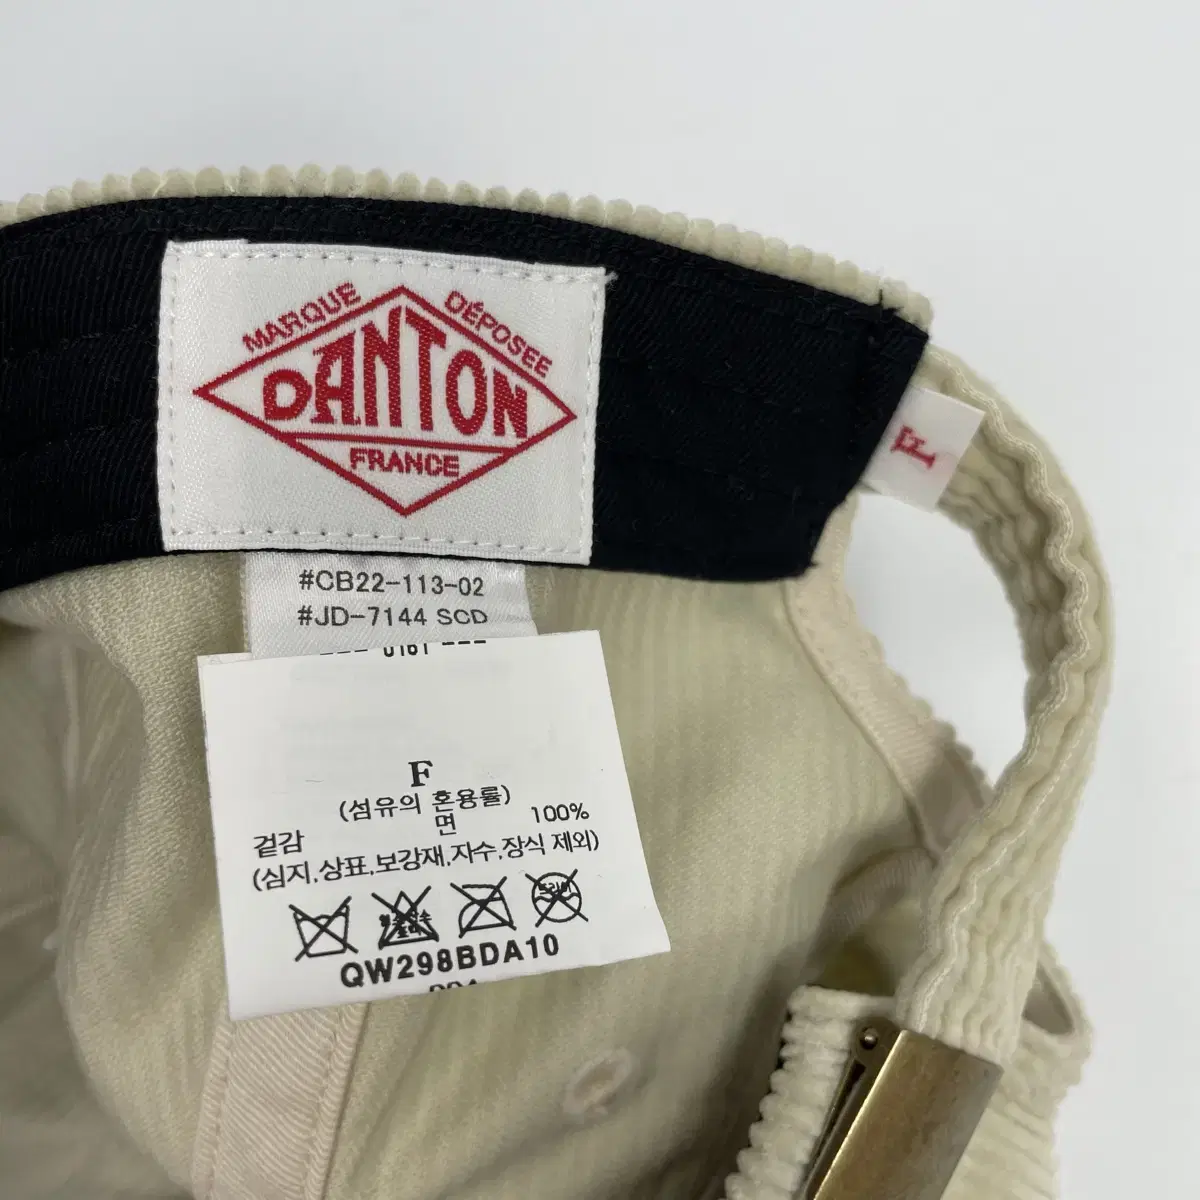 MARQUE DÉPOSEE
DANTON
FRANCE
F
#CB22-113-02
#JD-7144 SCD
F
(섬유의 혼용률)
겉감 면 100%
(심지,상표,보강재,자수,장식 제외)
QW298BDA10